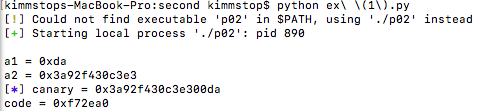 kimmstops-MacBook-Pro:second kimmstop$ python ex\ \(1\).py
[!] Could not find executable 'p02' in $PATH, using './p02' instead
[+] Starting local process './p02': pid 890
a1 = 0xda
a2 = 0x3a92f430c3e3
[*] canary = 0x3a92f430c3e300da
code = 0xf72ea0